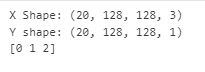 X Shape: (20, 128, 128, 3)
Y shape: (20, 128, 128, 1)
[0 1 2]